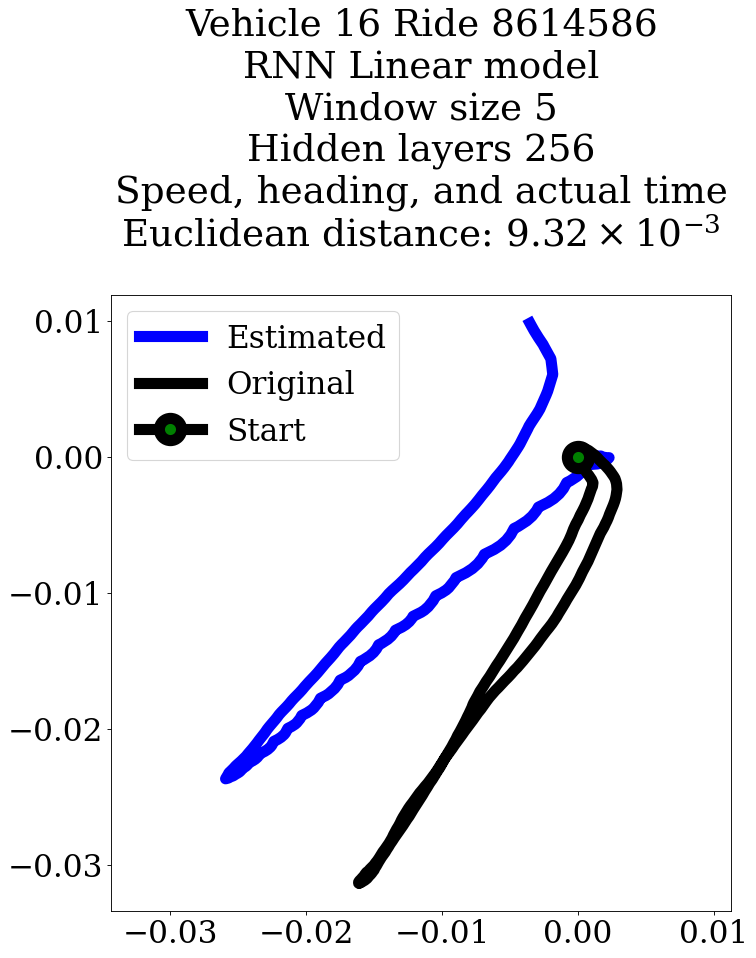 Vehicle 16 Ride 8614586
RNN Linear model
Window size 5
Hidden layers 256
Speed, heading, and actual time
Euclidean distance: 9.32 × 10⁻³
Estimated
Original
Start
0.01
0.00
−0.01
−0.02
−0.03
−0.03 −0.02 −0.01 0.00 0.01